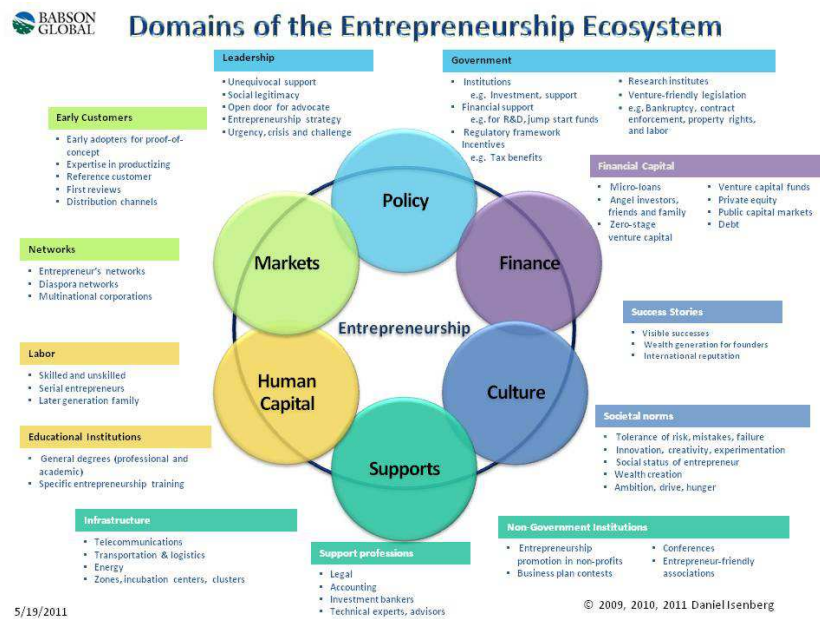 BABSON
GLOBAL
Domains of the Entrepreneurship Ecosystem
Leadership
• Unequivocal support
• Social legitimacy
• Open door for advocate
• Entrepreneurship strategy
• Urgency, crisis and challenge
Government
▪ Institutions
e.g. Investment, support
▪ Financial support
e.g. for R&D, jump start funds
▪ Regulatory framework
Incentives
e.g. Tax benefits
▪ Research institutes
▪ Venture-friendly legislation
▪ e.g. Bankruptcy, contract
enforcement, property rights,
and labor
Early Customers
▪ Early adopters for proof-of-
concept
▪ Expertise in productizing
▪ Reference customer
▪ First reviews
▪ Distribution channels
Financial Capital
▪ Micro-loans
▪ Angel investors,
friends and family
▪ Zero-stage
venture capital
▪ Venture capital funds
▪ Private equity
▪ Public capital markets
▪ Debt
Policy
Markets
Finance
Networks
▪ Entrepreneur's networks
▪ Diaspora networks
▪ Multinational corporations
Entrepreneurship
Success Stories
▪ Visible successes
▪ Wealth generation for founders
▪ International reputation
Labor
▪ Skilled and unskilled
▪ Serial entrepreneurs
▪ Later generation family
Human
Capital
Culture
Societal norms
▪ Tolerance of risk, mistakes, failure
▪ Innovation, creativity, experimentation
▪ Social status of entrepreneur
▪ Wealth creation
▪ Ambition, drive, hunger
Educational Institutions
▪ General degrees (professional and
academic)
▪ Specific entrepreneurship training
Supports
Infrastructure
▪ Telecommunications
▪ Transportation & logistics
▪ Energy
▪ Zones, incubation centers, clusters
Support professions
▪ Legal
▪ Accounting
▪ Investment bankers
▪ Technical experts, advisors
Non-Government Institutions
▪ Entrepreneurship
promotion in non-profits
▪ Business plan contests
▪ Conferences
▪ Entrepreneur-friendly
associations
5/19/2011
© 2009, 2010, 2011 Daniel Isenberg